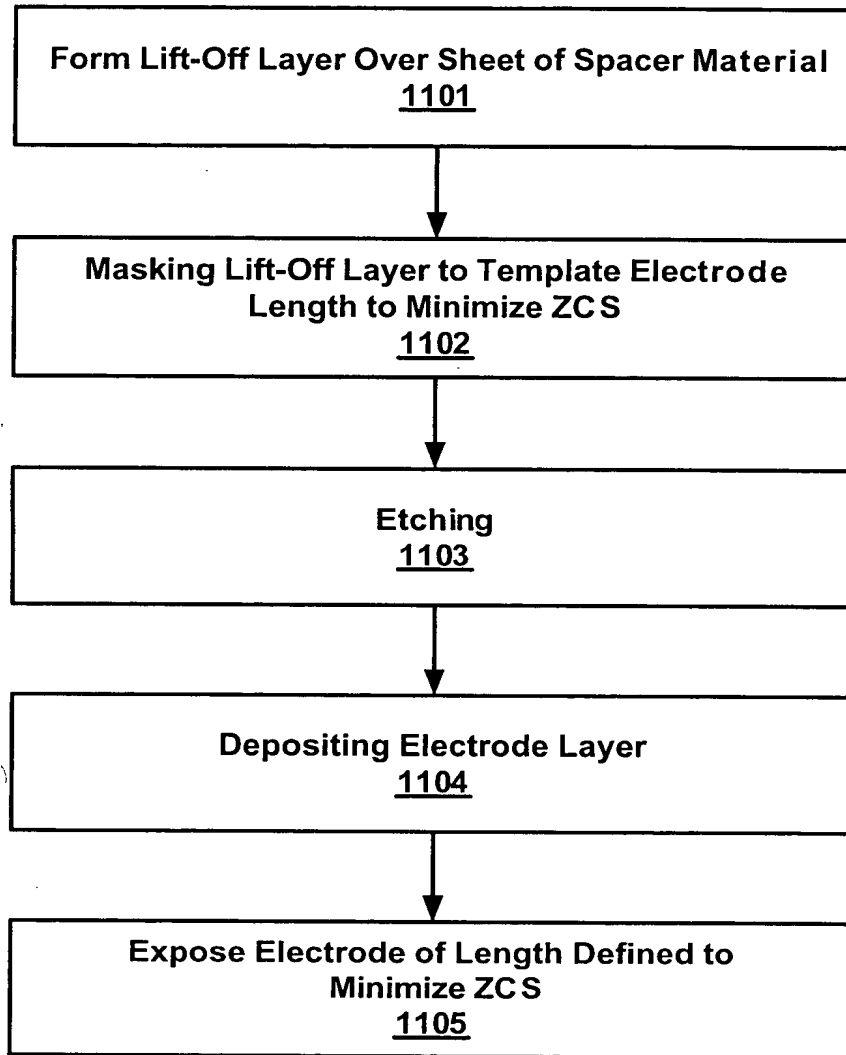 Form Lift-Off Layer Over Sheet of Spacer Material
1101
Masking Lift-Off Layer to Template Electrode
Length to Minimize ZCS
1102
Etching
1103
Depositing Electrode Layer
1104
Expose Electrode of Length Defined to
Minimize ZCS
1105